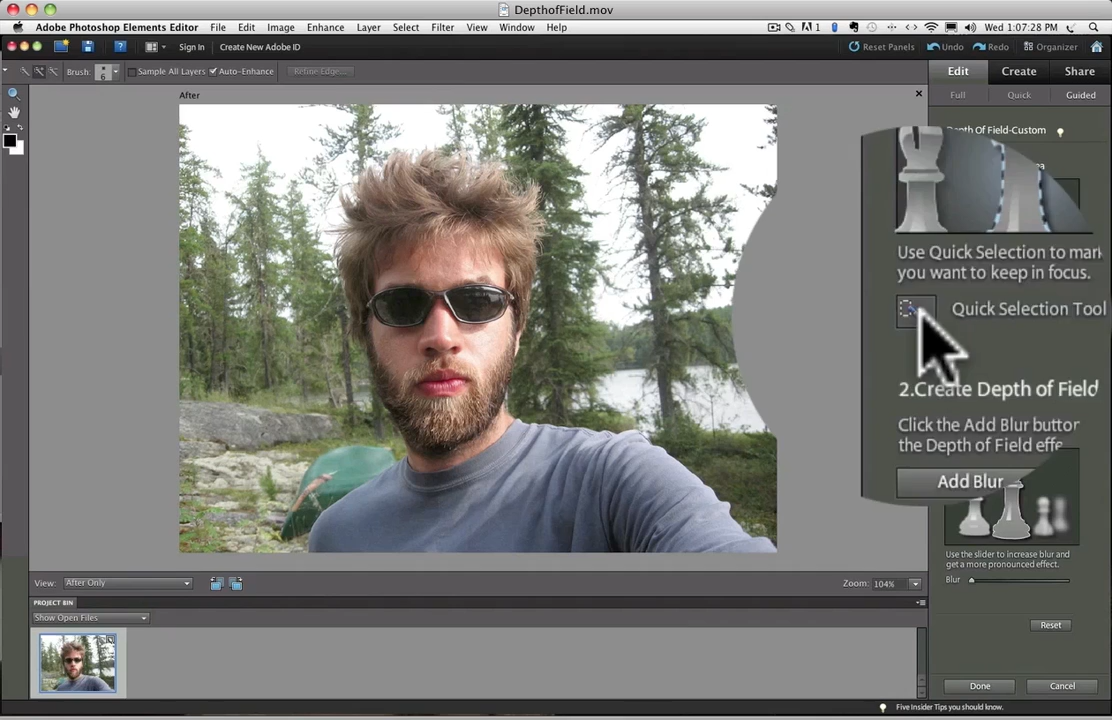 DepthofField.mov
Adobe Photoshop Elements Editor File Edit Image Enhance Layer Select Filter View Window Help
1 Wed 1:07:28 PM
Sign In Create New Adobe ID
Reset Panels Undo Redo Organizer
Brush: 6 Sample All Layers Auto-Enhance Refine Edge...
Edit Create Share
Full Quick Guided
After
Depth Of Field-Custom
Use Quick Selection to mark
you want to keep in focus.
Quick Selection Tool
2.Create Depth of Field
Click the Add Blur button
the Depth of Field effe
Add Blur
Use the slider to increase blur and
get a more pronounced effect.
Blur
View: After Only
Zoom: 104%
PROJECT BIN
Show Open Files
Reset
Done Cancel
Five Insider Tips you should know.